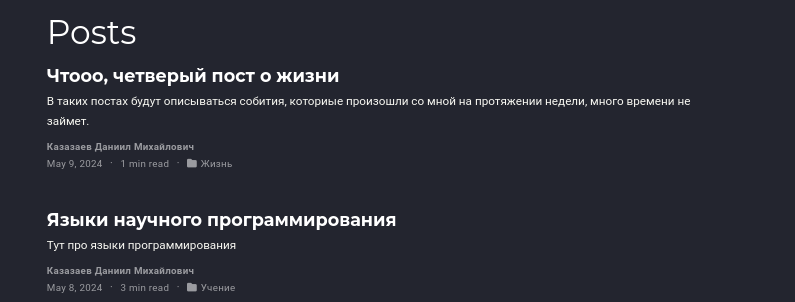 Posts
Чтооо, четверый пост о жизни
В таких постах будут описываться собития, которные произошли со мной на протяжении недели, много времени не
займет.
Казазаев Даниил Михайлович
May 9, 2024 · 1 min read · Жизнь
Языки научного программирования
Тут про языки программирования
Казазаев Даниил Михайлович
May 8, 2024 · 3 min read · Учение